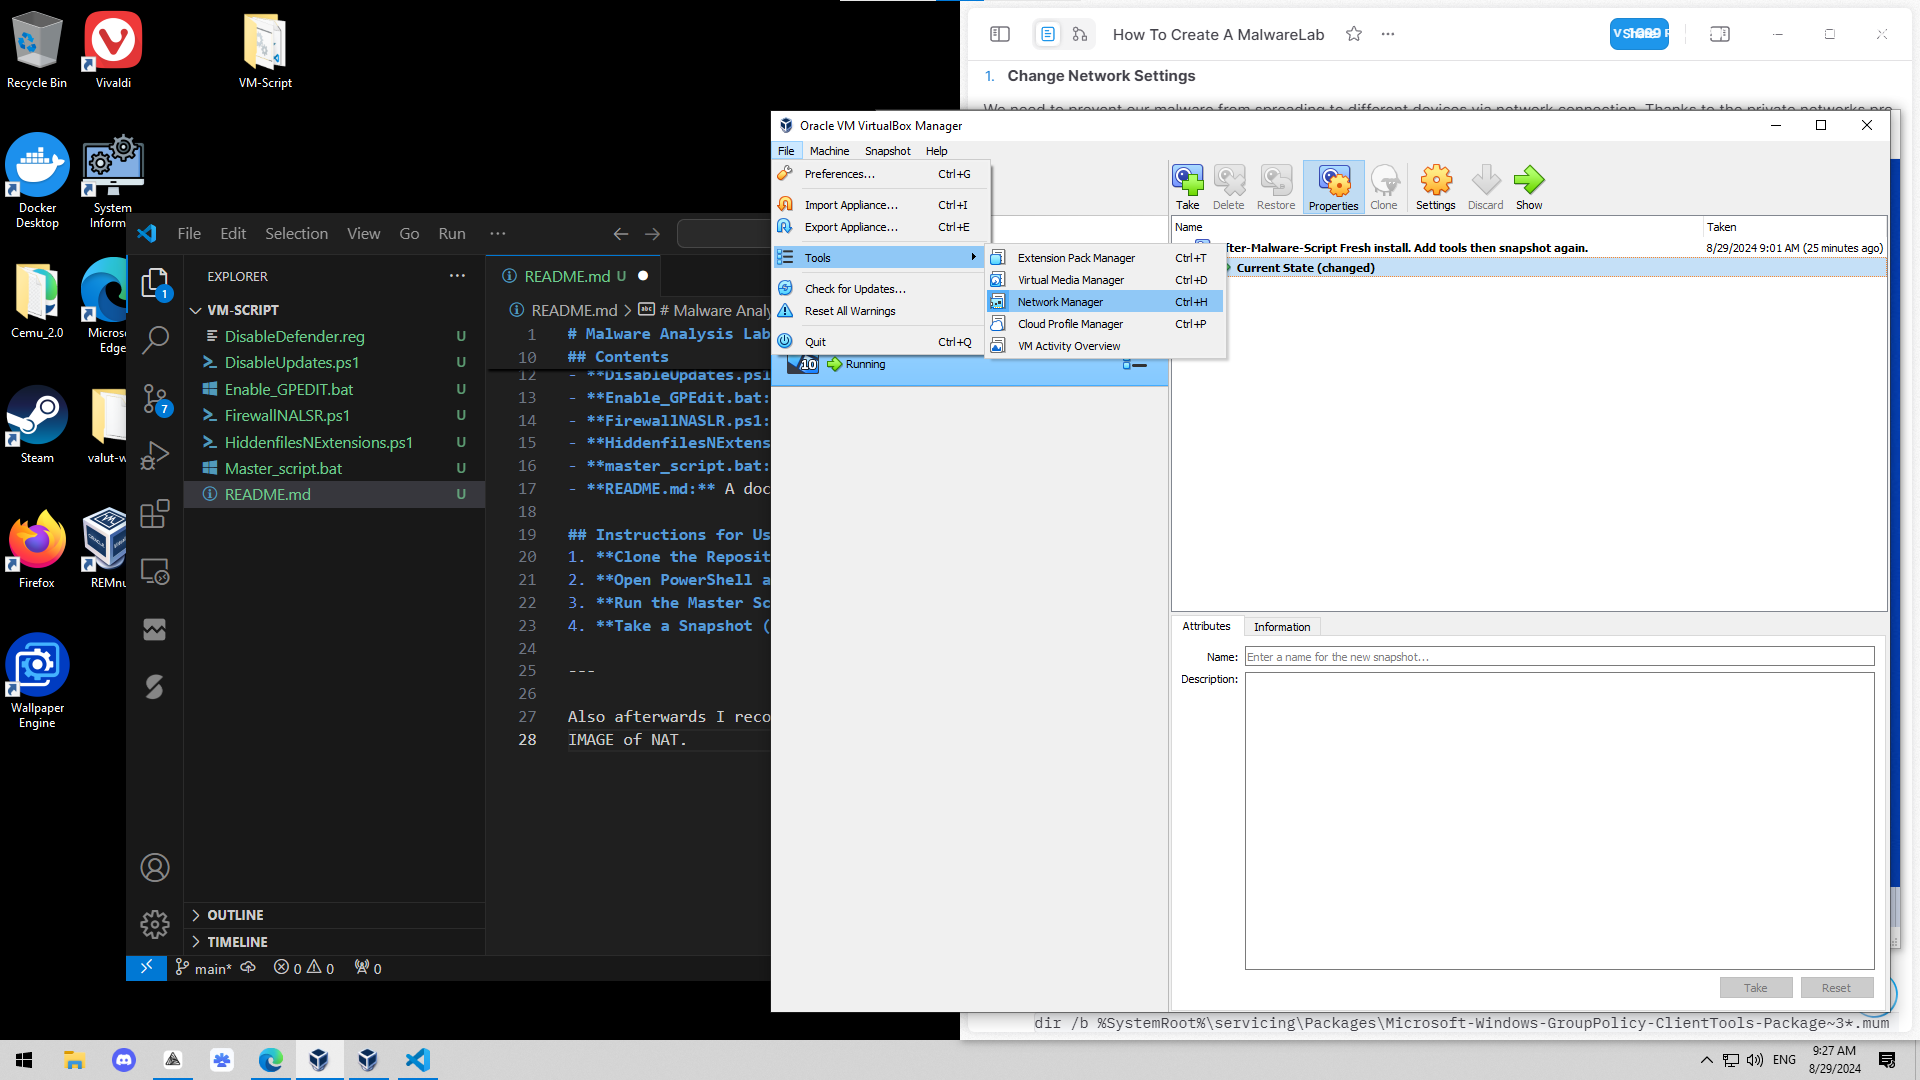 Recycle Bin
Vivaldi
VM-Script
Docker Desktop
System Inform...
Cemu_2.0
Micros
Edge
Steam
valut-w
Firefox
REMnu
Wallpaper Engine
File Edit Selection View Go Run ...
EXPLORER
VM-SCRIPT
DisableDefender.reg U
DisableUpdates.ps1 U
Enable_GPEDIT.bat U
FirewallNALSR.ps1 U
HiddenfilesNExtensions.ps1 U
Master_script.bat U
README.md U
OUTLINE
TIMELINE
1
7
main* 0 0 0
README.md U
README.md > # Malware Analy
1 # Malware Analysis Lab
10 ## Contents
12 - **DisableUpdates.ps1
13 - **Enable_GPEdit.bat:
14 - **FirewallNASLR.ps1:
15 - **HiddenfilesNExtens
16 - **master_script.bat:
17 - **README.md:** A doc
18
19 ## Instructions for Us
20 1. **Clone the Reposit
21 2. **Open PowerShell a
22 3. **Run the Master Sc
23 4. **Take a Snapshot (
24
25 ---
26
27 Also afterwards I reco
28 IMAGE of NAT.
How To Create A MalwareLab
Share
1. Change Network Settings
We need to prevent our malware from spreading to different devices via network connection. Thanks to the private networks pro
Oracle VM VirtualBox Manager
File Machine Snapshot Help
Preferences... Ctrl+G
Import Appliance... Ctrl+I
Export Appliance... Ctrl+E
Tools
Check for Updates...
Reset All Warnings
Quit Ctrl+Q
Extension Pack Manager Ctrl+T
Virtual Media Manager Ctrl+D
Network Manager Ctrl+H
Cloud Profile Manager Ctrl+P
VM Activity Overview
10 Running
Take Delete Restore Properties Clone Settings Discard Show
Name Taken
fter-Malware-Script Fresh install. Add tools then snapshot again. 8/29/2024 9:01 AM (25 minutes ago)
Current State (changed)
Attributes Information
Name: Enter a name for the new snapshot...
Description:
Take Reset
dir /b %SystemRoot%\servicing\Packages\Microsoft-Windows-GroupPolicy-ClientTools-Package~3*.mum
ENG
9:27 AM
8/29/2024